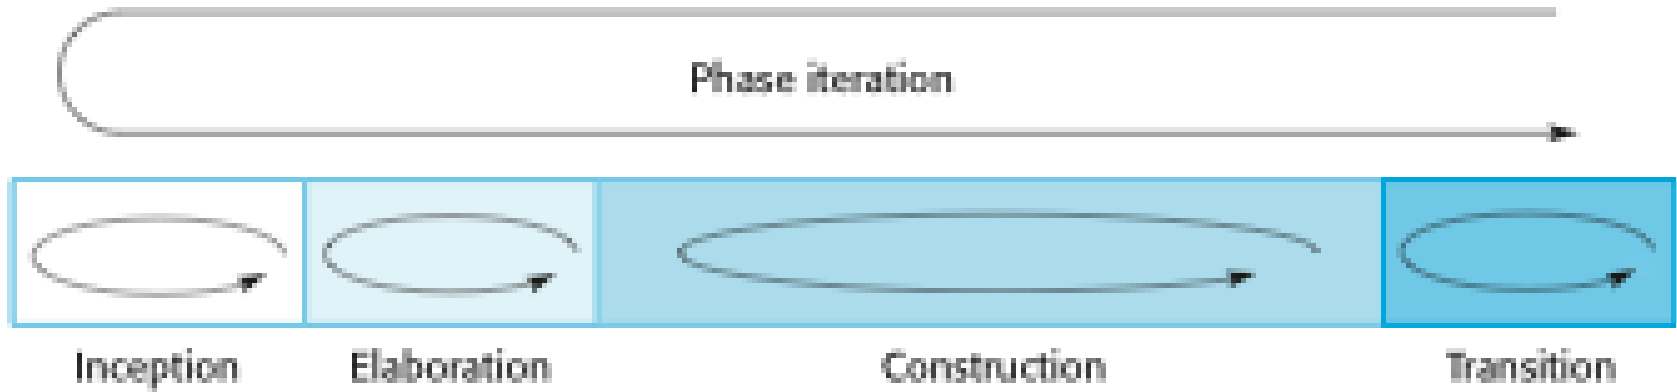 Phase iteration
Inception Elaboration Construction Transition